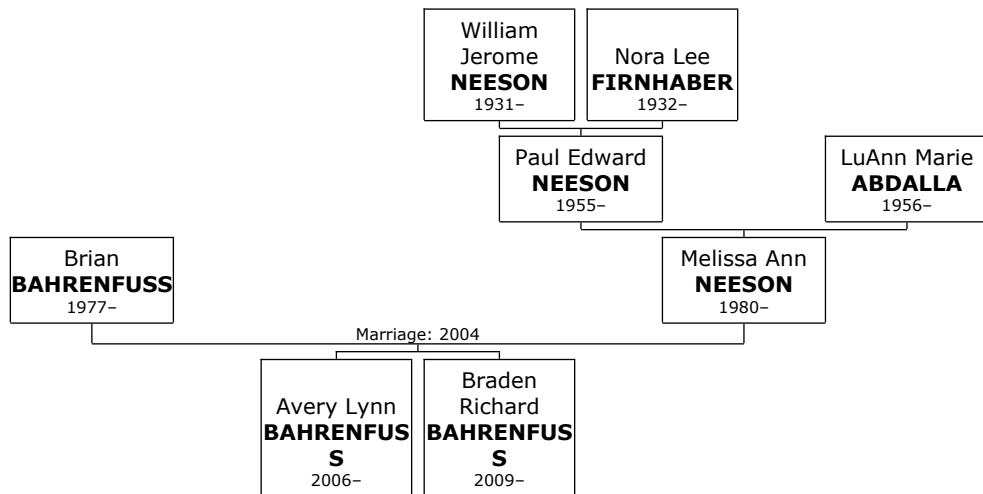 William
Jerome
NEESON
1931–
Nora Lee
FIRNHABER
1932–
Paul Edward
NEESON
1955–
LuAnn Marie
ABDALLA
1956–
Brian
BAHRENFUSS
1977–
Melissa Ann
NEESON
1980–
Marriage: 2004
Avery Lynn
BAHRENFUS
S
2006–
Braden
Richard
BAHRENFUS
S
2009–